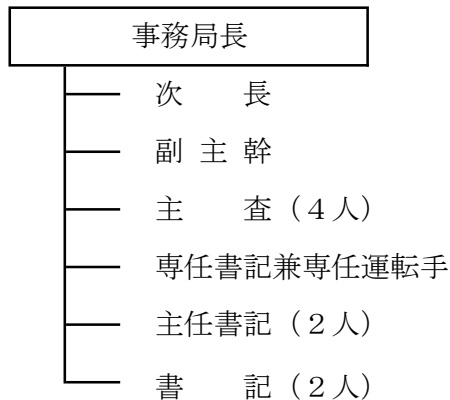 事務局長
次　　長
副 主 幹
主　　査（４人）
専任書記兼専任運転手
主任書記（２人）
書　　記（２人）